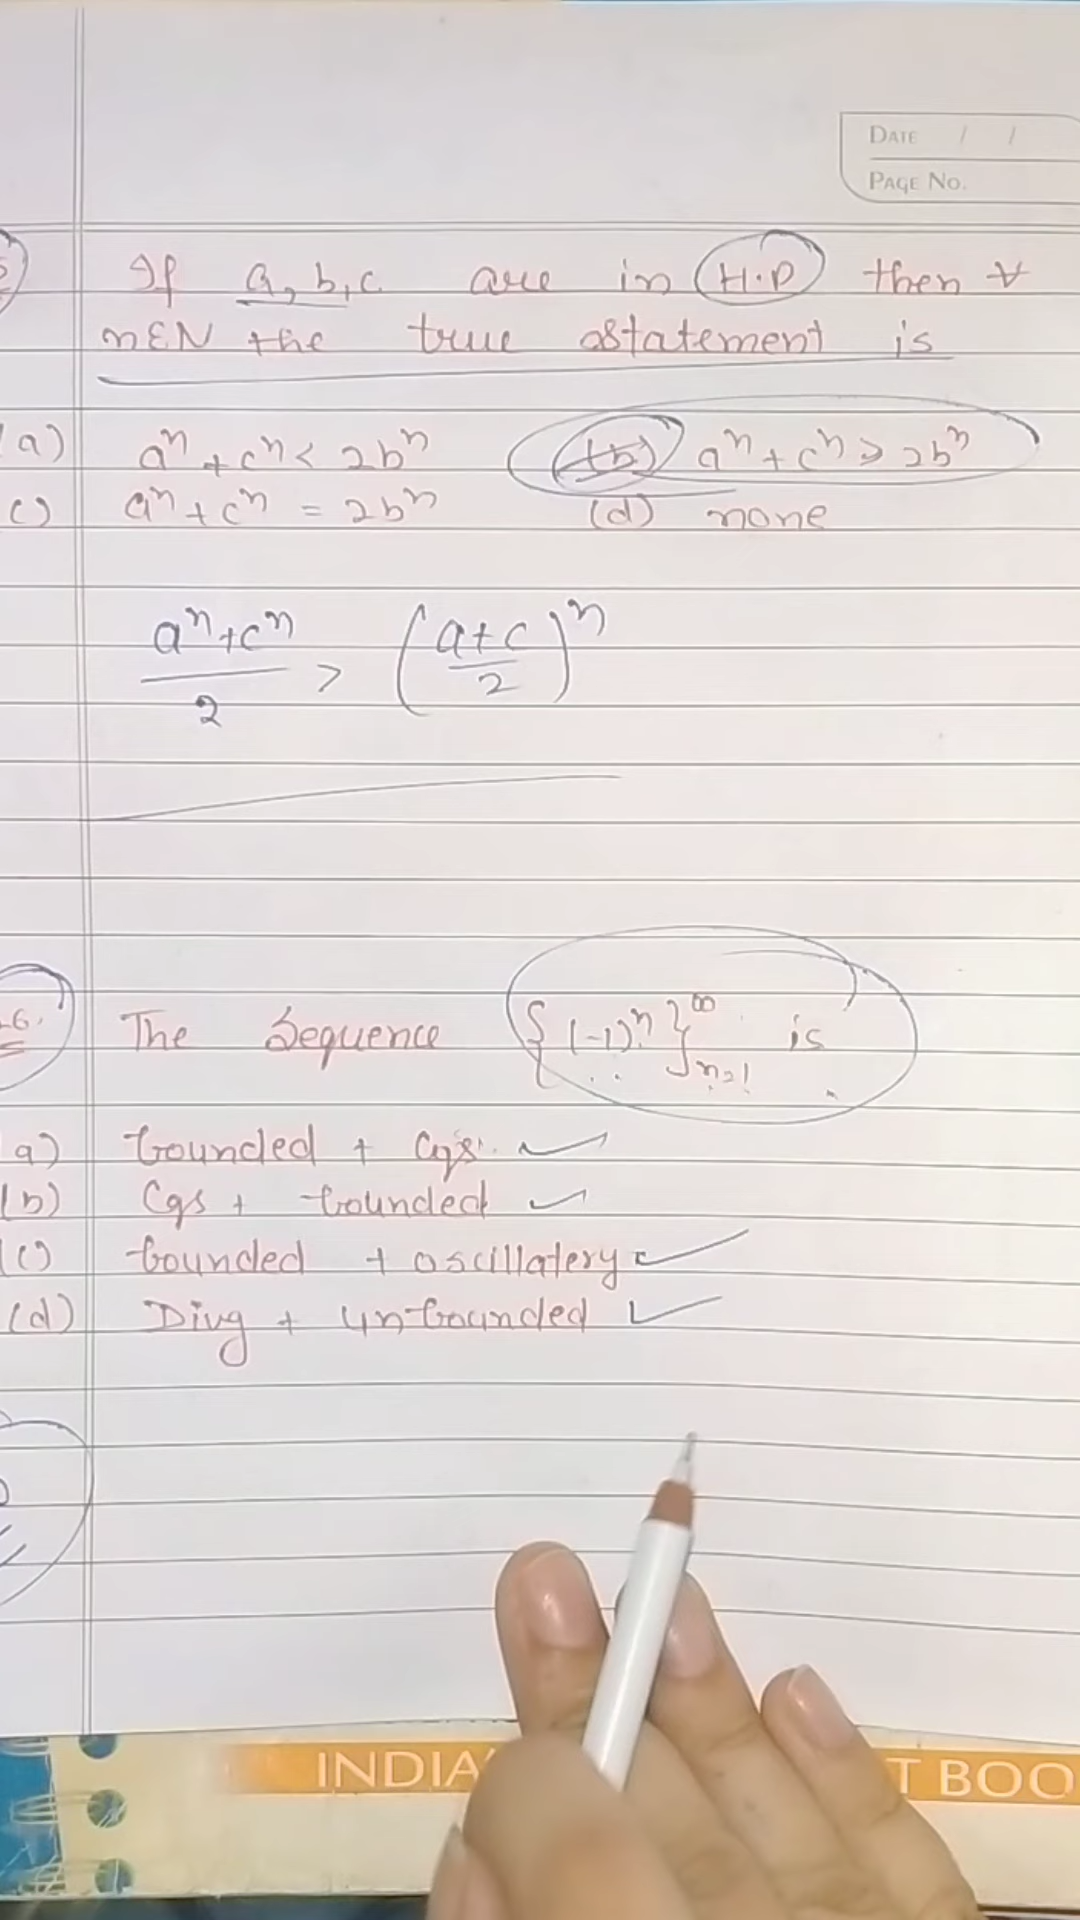 DATE / /
PAGE NO.
If a, b, c are in H.P then ∀
n∈N the true statement is
(a) aⁿ + cⁿ < 2bⁿ (b) aⁿ + cⁿ > 2bⁿ
(c) aⁿ + cⁿ = 2bⁿ (d) none
aⁿ + cⁿ / 2 > (a + c / 2)ⁿ
26. The Sequence {(-1)ⁿ}∞n=1 is
(a) bounded + Cgs.
(b) Cgs + bounded
(c) bounded + oscillatery
(d) Divg + un-bounded
INDIA
T BOO